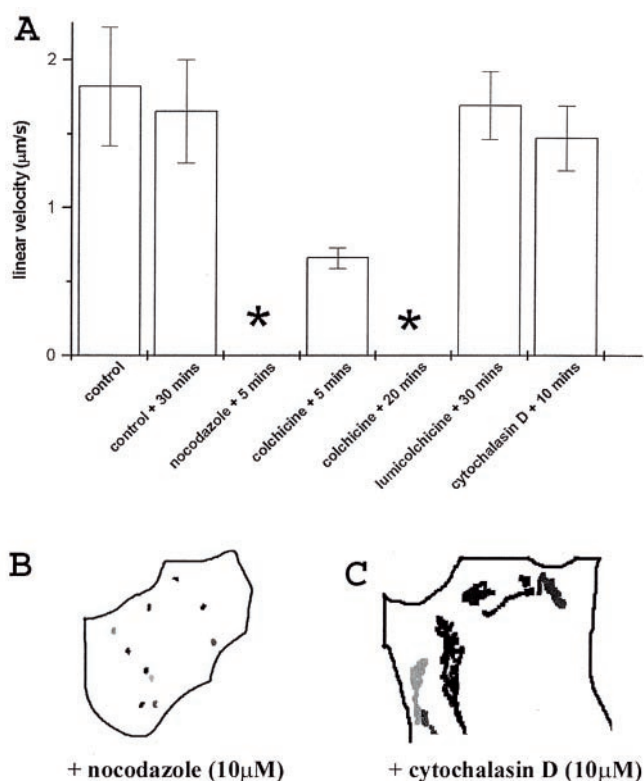 A
linear velocity (μm/s)
2
1
0
*
*
control
control + 30 mins
nocodazole + 5 mins
colchicine + 5 mins
colchicine + 20 mins
lumicolchicine + 30 mins
cytochalasin D + 10 mins
B
C
+ nocodazole (10μM)
+ cytochalasin D (10μM)